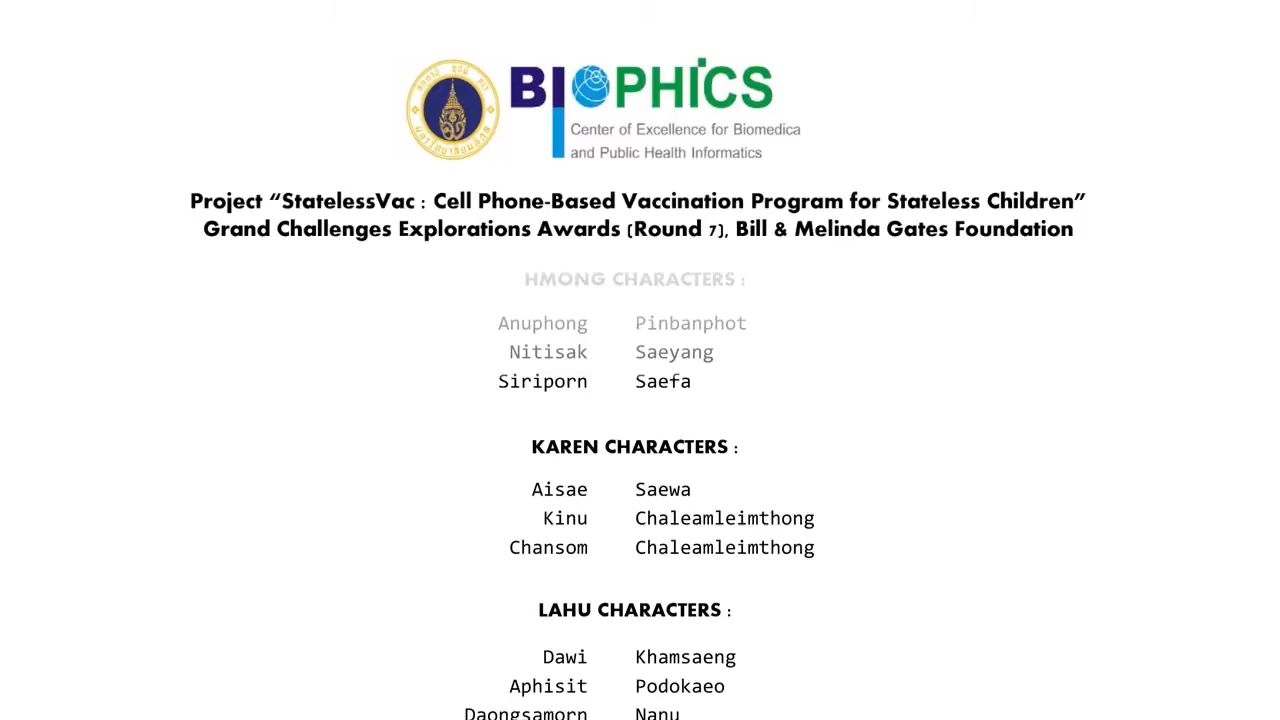 BIOPHICS
Center of Excellence for Biomedica
and Public Health Informatics
Project “StatelessVac : Cell Phone-Based Vaccination Program for Stateless Children”
Grand Challenges Explorations Awards (Round 7), Bill & Melinda Gates Foundation
HMONG CHARACTERS :
Anuphong Pinbanphot
Nitisak Saeyang
Siriporn Saefa
KAREN CHARACTERS :
Aisae Saewa
Kinu Chaleamleimthong
Chansom Chaleamleimthong
LAHU CHARACTERS :
Dawi Khamsaeng
Aphisit Podokaeo
Daongsamorn Nanu